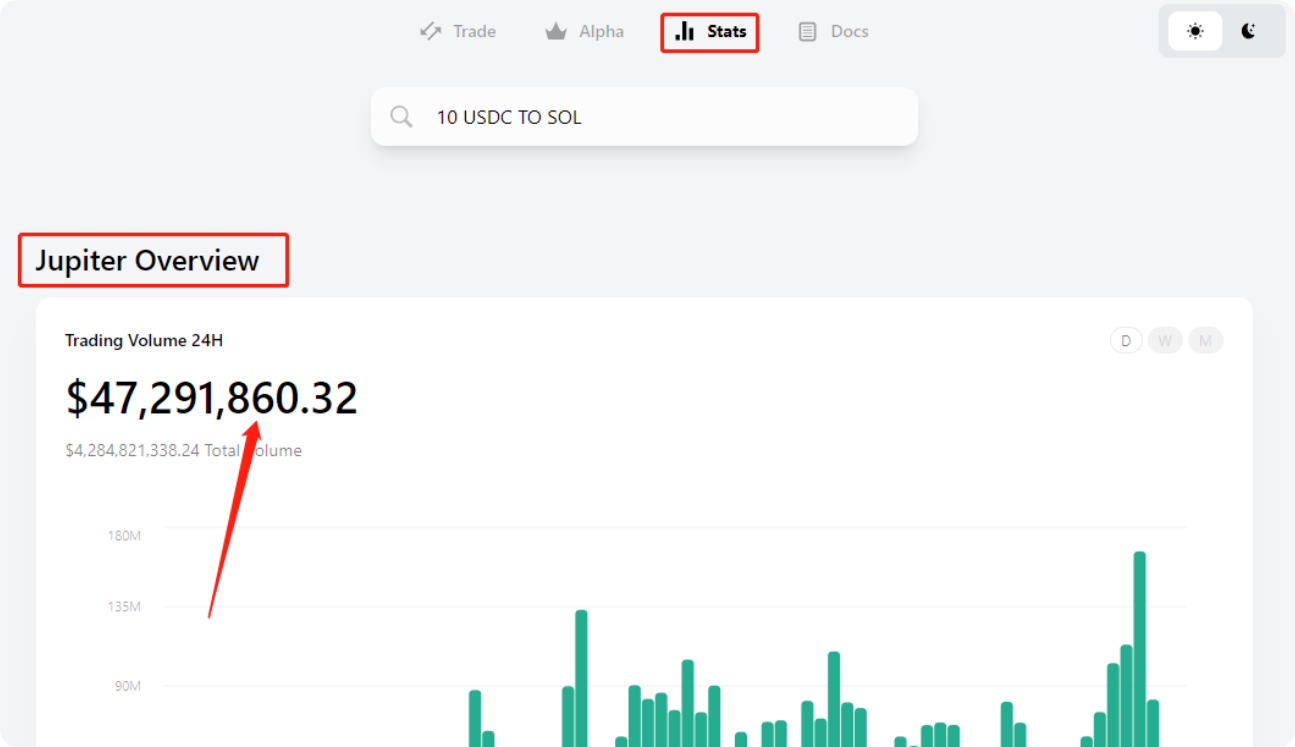 Trade Alpha Stats Docs
10 USDC TO SOL
Jupiter Overview
Trading Volume 24H
D W M
$47,291,860.32
$4,284,821,338.24 Total Volume
180M
135M
90M